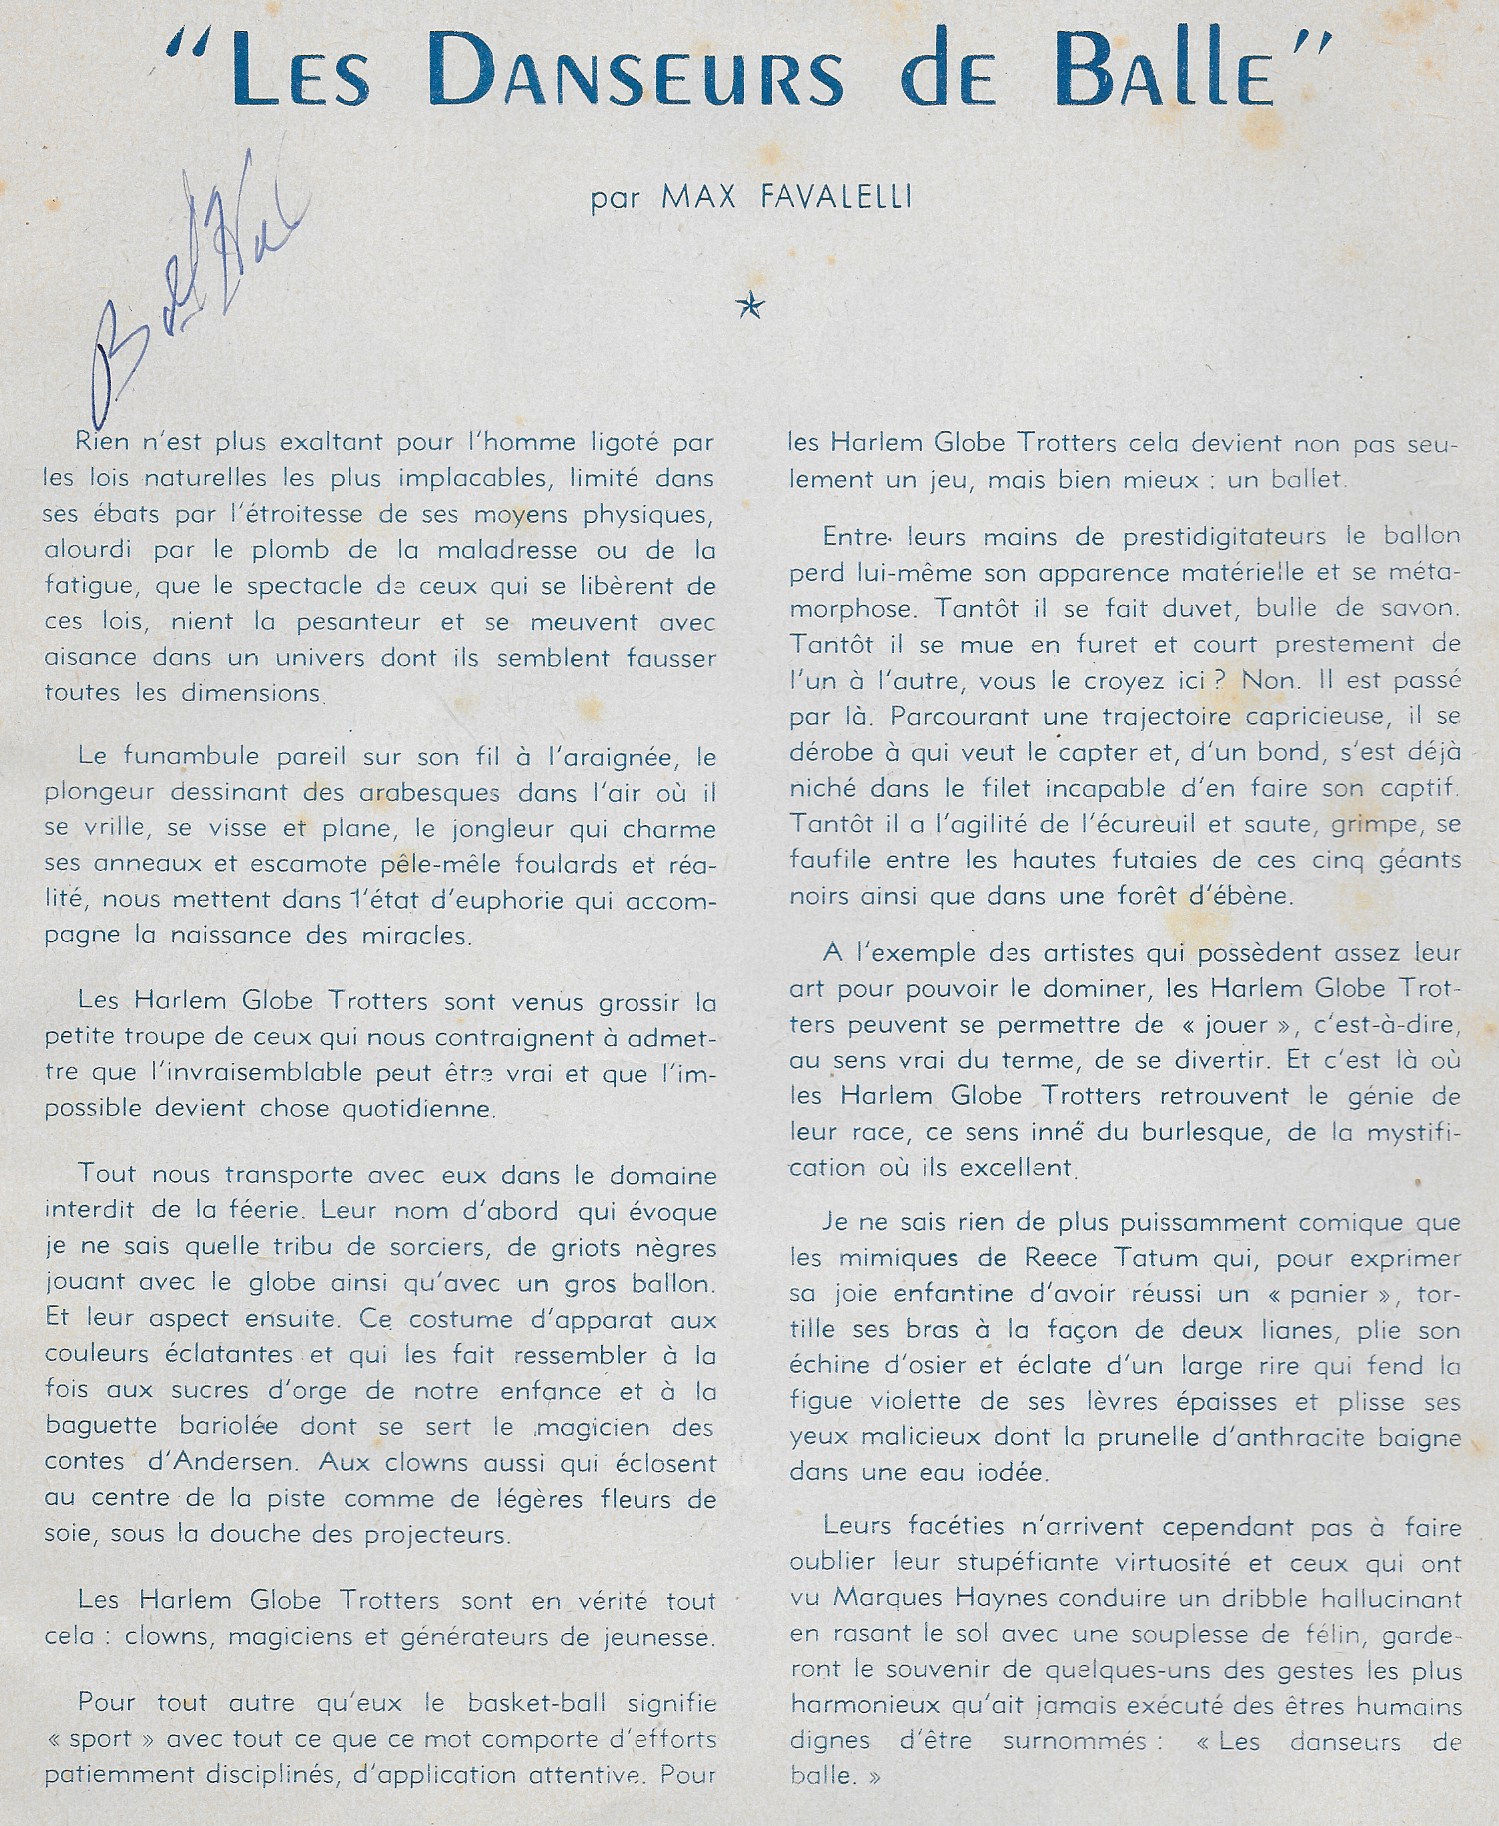 "Les Danseurs de Balle"
par MAX FAVALELLI
Rien n'est plus exaltant pour l'homme ligoté par
les lois naturelles les plus implacables, limité dans
ses ébats par l'étroitesse de ses moyens physiques,
alourdi par le plomb de la maladresse ou de la
fatigue, que le spectacle de ceux qui se libèrent de
ces lois, nient la pesanteur et se meuvent avec
aisance dans un univers dont ils semblent fausser
toutes les dimensions.
Le funambule pareil sur son fil à l'araignée, le
plongeur dessinant des arabesques dans l'air où il
se vrille, se visse et plane, le jongleur qui charme
ses anneaux et escamote pêle-mêle foulards et réa-
lité, nous mettent dans l'état d'euphorie qui accom-
pagne la naissance des miracles.
Les Harlem Globe Trotters sont venus grossir la
petite troupe de ceux qui nous contraignent à admet-
tre que l'invraisemblable peut être vrai et que l'im-
possible devient chose quotidienne.
Tout nous transporte avec eux dans le domaine
interdit de la féerie. Leur nom d'abord qui évoque
je ne sais quelle tribu de sorciers, de griots nègres
jouant avec le globe ainsi qu'avec un gros ballon.
Et leur aspect ensuite. Ce costume d'apparat aux
couleurs éclatantes et qui les fait ressembler à la
fois aux sucres d'orge de notre enfance et à la
baguette bariolée dont se sert le magicien des
contes d'Andersen. Aux clowns aussi qui éclosent
au centre de la piste comme de légères fleurs de
soie, sous la douche des projecteurs.
Les Harlem Globe Trotters sont en vérité tout
cela : clowns, magiciens et générateurs de jeunesse.
Pour tout autre qu'eux le basket-ball signifie
« sport » avec tout ce que ce mot comporte d'efforts
patiemment disciplinés, d'application attentive. Pour
les Harlem Globe Trotters cela devient non pas seu-
lement un jeu, mais bien mieux : un ballet.
Entre leurs mains de prestidigitateurs le ballon
perd lui-même son apparence matérielle et se méta-
morphose. Tantôt il se fait duvet, bulle de savon.
Tantôt il se mue en furet et court prestement de
l'un à l'autre, vous le croyez ici ? Non. Il est passé
par là. Parcourant une trajectoire capricieuse, il se
dérobe à qui veut le capter et, d'un bond, s'est déjà
niché dans le filet incapable d'en faire son captif.
Tantôt il a l'agilité de l'écureuil et saute, grimpe, se
faufile entre les hautes futaies de ces cinq géants
noirs ainsi que dans une forêt d'ébène.
A l'exemple des artistes qui possèdent assez leur
art pour pouvoir le dominer, les Harlem Globe Trot-
ters peuvent se permettre de « jouer », c'est-à-dire,
au sens vrai du terme, de se divertir. Et c'est là où
les Harlem Globe Trotters retrouvent le génie de
leur race, ce sens inné du burlesque, de la mystifi-
cation où ils excellent.
Je ne sais rien de plus puissamment comique que
les mimiques de Reece Tatum qui, pour exprimer
sa joie enfantine d'avoir réussi un « panier », tor-
tille ses bras à la façon de deux lianes, plie son
échine d'osier et éclate d'un large rire qui fend la
figue violette de ses lèvres épaisses et plisse ses
yeux malicieux dont la prunelle d'anthracite baigne
dans une eau iodée.
Leurs facéties n'arrivent cependant pas à faire
oublier leur stupéfiante virtuosité et ceux qui ont
vu Marques Haynes conduire un dribble hallucinant
en rasant le sol avec une souplesse de félin, garde-
ront le souvenir de quelques-uns des gestes les plus
harmonieux qu'ait jamais exécuté des êtres humains
dignes d'être surnommés : « Les danseurs de
balle. »